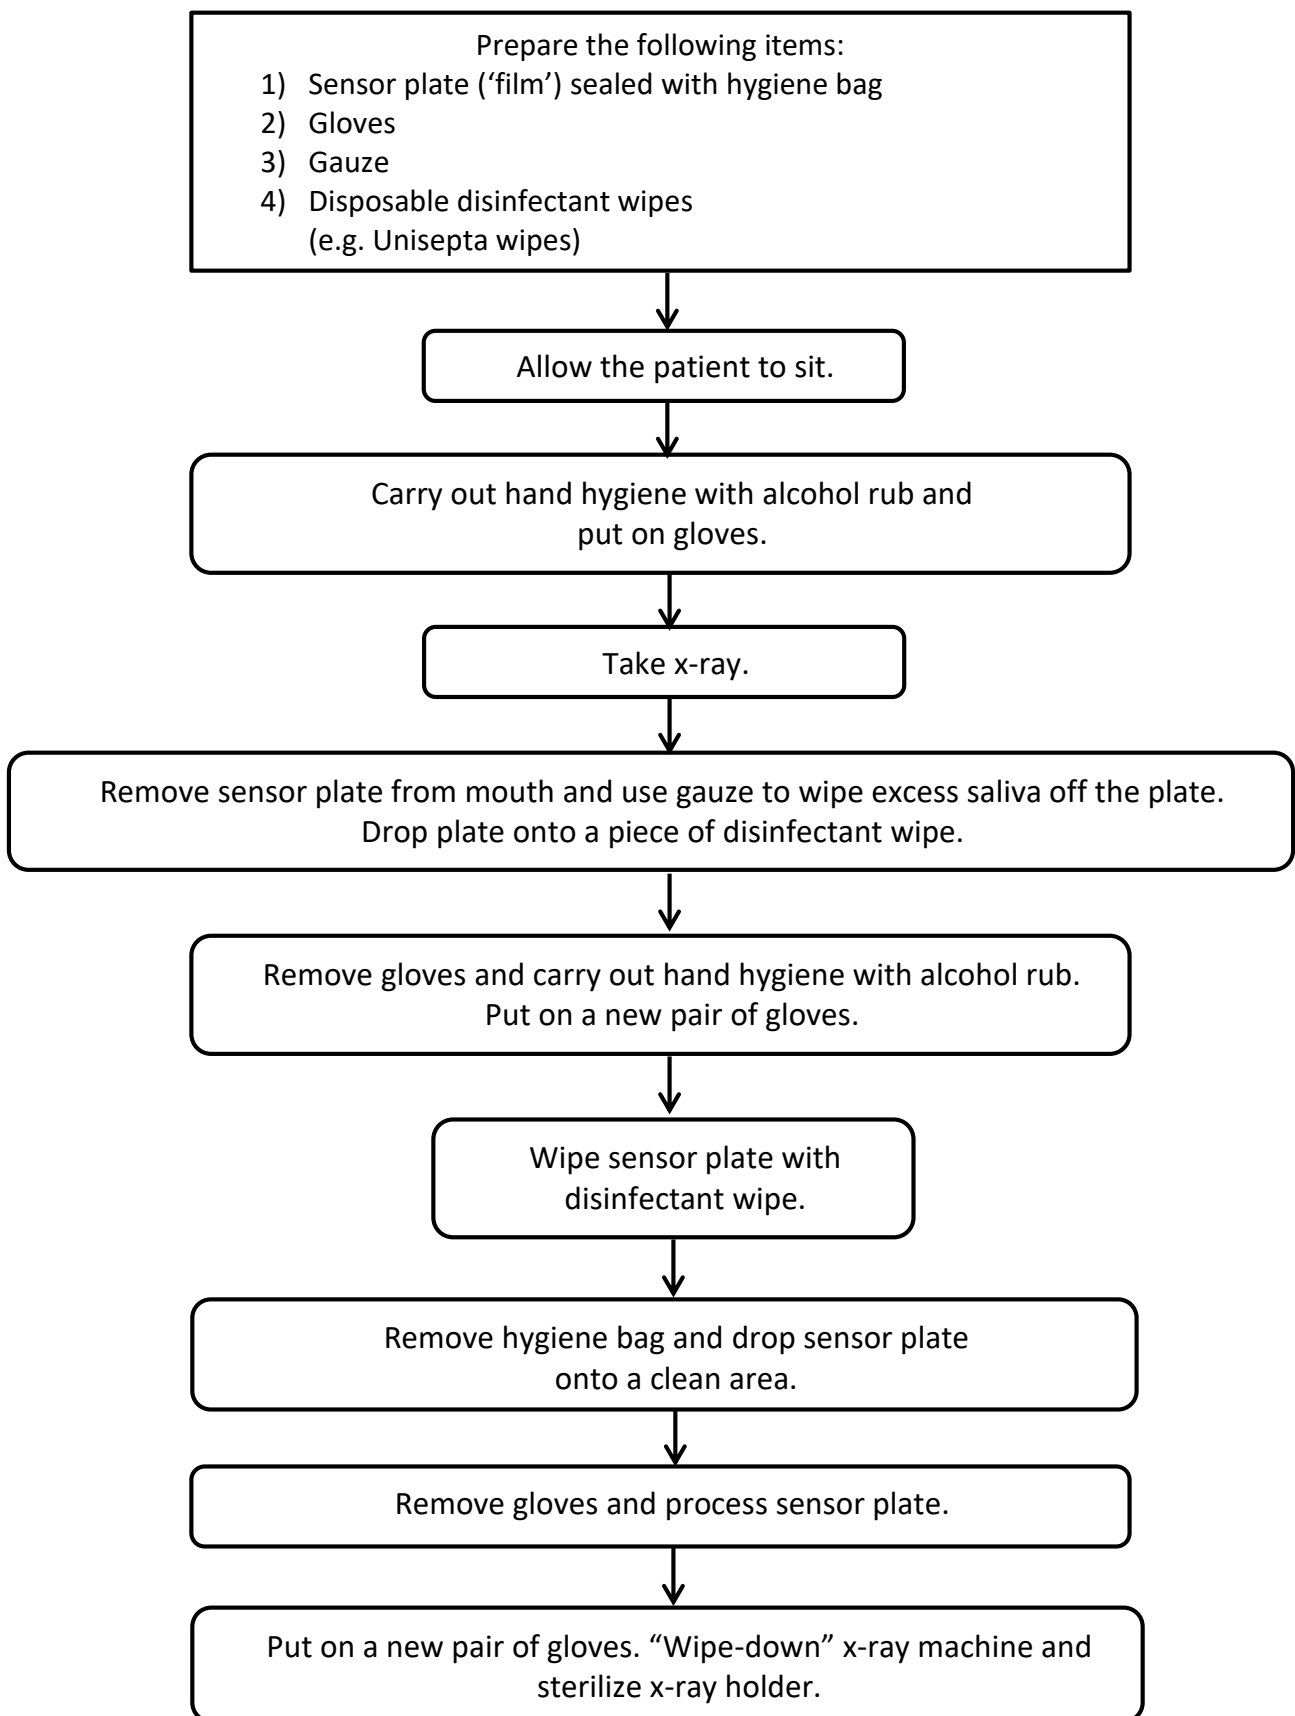 Prepare the following items:
1) Sensor plate (‘film’) sealed with hygiene bag
2) Gloves
3) Gauze
4) Disposable disinfectant wipes
(e.g. Unisepta wipes)
Allow the patient to sit.
Carry out hand hygiene with alcohol rub and
put on gloves.
Take x-ray.
Remove sensor plate from mouth and use gauze to wipe excess saliva off the plate.
Drop plate onto a piece of disinfectant wipe.
Remove gloves and carry out hand hygiene with alcohol rub.
Put on a new pair of gloves.
Wipe sensor plate with
disinfectant wipe.
Remove hygiene bag and drop sensor plate
onto a clean area.
Remove gloves and process sensor plate.
Put on a new pair of gloves. “Wipe-down” x-ray machine and
sterilize x-ray holder.